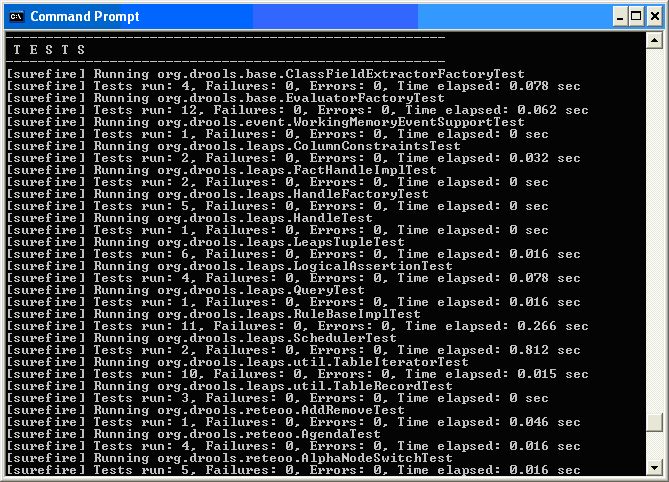 Command Prompt
T E S T S
[surefire] Running org.drools.base.ClassFieldExtractorFactoryTest
[surefire] Tests run: 4, Failures: 0, Errors: 0, Time elapsed: 0.078 sec
[surefire] Running org.drools.base.EvaluatorFactoryTest
[surefire] Tests run: 12, Failures: 0, Errors: 0, Time elapsed: 0.062 sec
[surefire] Running org.drools.event.WorkingMemoryEventSupportTest
[surefire] Tests run: 1, Failures: 0, Errors: 0, Time elapsed: 0 sec
[surefire] Running org.drools.leaps.ColumnConstraintsTest
[surefire] Tests run: 2, Failures: 0, Errors: 0, Time elapsed: 0.032 sec
[surefire] Running org.drools.leaps.FactHandleImplTest
[surefire] Tests run: 2, Failures: 0, Errors: 0, Time elapsed: 0 sec
[surefire] Running org.drools.leaps.HandleFactoryTest
[surefire] Tests run: 5, Failures: 0, Errors: 0, Time elapsed: 0 sec
[surefire] Running org.drools.leaps.HandleTest
[surefire] Tests run: 1, Failures: 0, Errors: 0, Time elapsed: 0 sec
[surefire] Running org.drools.leaps.LeapsTupleTest
[surefire] Tests run: 6, Failures: 0, Errors: 0, Time elapsed: 0.016 sec
[surefire] Running org.drools.leaps.LogicalAssertionTest
[surefire] Tests run: 4, Failures: 0, Errors: 0, Time elapsed: 0.078 sec
[surefire] Running org.drools.leaps.QueryTest
[surefire] Tests run: 1, Failures: 0, Errors: 0, Time elapsed: 0.016 sec
[surefire] Running org.drools.leaps.RuleBaseImplTest
[surefire] Tests run: 11, Failures: 0, Errors: 0, Time elapsed: 0.266 sec
[surefire] Running org.drools.leaps.SchedulerTest
[surefire] Tests run: 2, Failures: 0, Errors: 0, Time elapsed: 0.812 sec
[surefire] Running org.drools.leaps.util.TableIteratorTest
[surefire] Tests run: 10, Failures: 0, Errors: 0, Time elapsed: 0.015 sec
[surefire] Running org.drools.leaps.util.TableRecordTest
[surefire] Tests run: 3, Failures: 0, Errors: 0, Time elapsed: 0 sec
[surefire] Running org.drools.reteoo.AddRemoveTest
[surefire] Tests run: 1, Failures: 0, Errors: 0, Time elapsed: 0.046 sec
[surefire] Running org.drools.reteoo.AgendaTest
[surefire] Tests run: 4, Failures: 0, Errors: 0, Time elapsed: 0.016 sec
[surefire] Running org.drools.reteoo.AlphaNodeSwitchTest
[surefire] Tests run: 5, Failures: 0, Errors: 0, Time elapsed: 0.016 sec